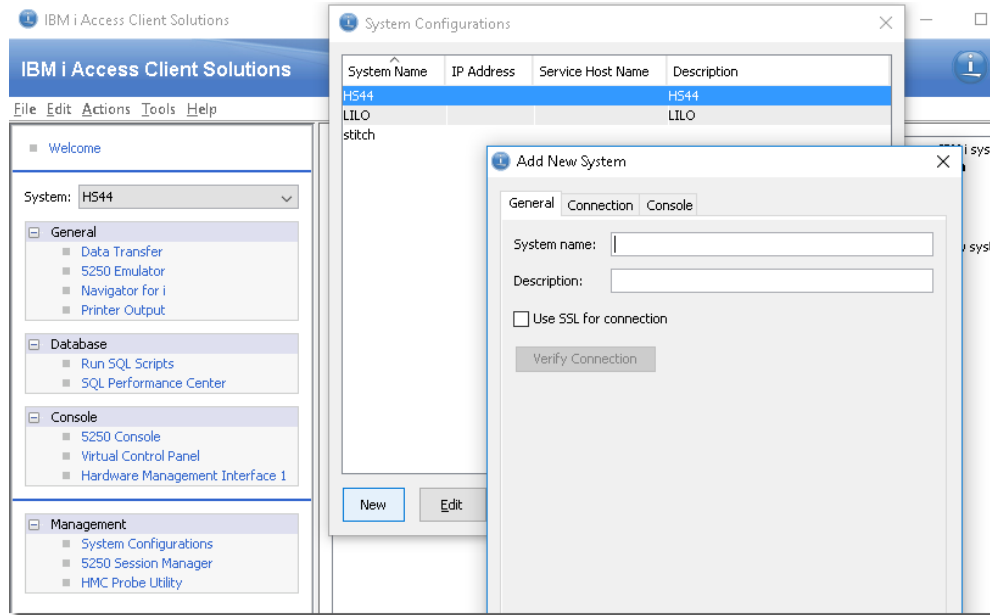 IBM i Access Client Solutions
IBM i Access Client Solutions
File Edit Actions Tools Help
Welcome
System: HS44
General
Data Transfer
5250 Emulator
Navigator for i
Printer Output
Database
Run SQL Scripts
SQL Performance Center
Console
5250 Console
Virtual Control Panel
Hardware Management Interface 1
Management
System Configurations
5250 Session Manager
HMC Probe Utility
System Configurations
System Name IP Address Service Host Name Description
HS44 HS44
LILO LILO
stitch
New Edit
Add New System
General Connection Console
System name:
Description:
Use SSL for connection
Verify Connection
i sys
sys